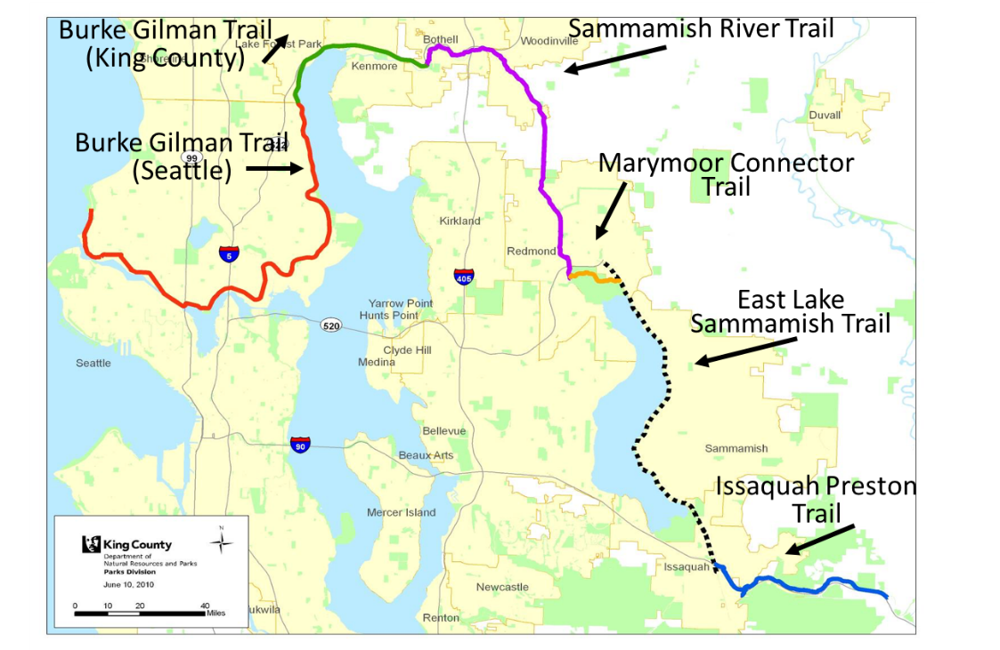 Burke Gilman Trail
(King County)
Sammamish River Trail
Lake Forest Park
Shoreline
Bothell
Woodinville
Kenmore
Duvall
Burke Gilman Trail
(Seattle)
522
99
Marymoor Connector
Trail
Kirkland
Redmond
5
405
East Lake
Sammamish Trail
Yarrow Point
Hunts Point
520
Clyde Hill
Medina
Seattle
Bellevue
90
Beaux Arts
Sammamish
Issaquah Preston
Trail
Mercer Island
King County
Department of
Natural Resources and Parks
Parks Division
June 10, 2010
N
0 10 20 40
Miles
Issaquah
Newcastle
ukwila
Renton